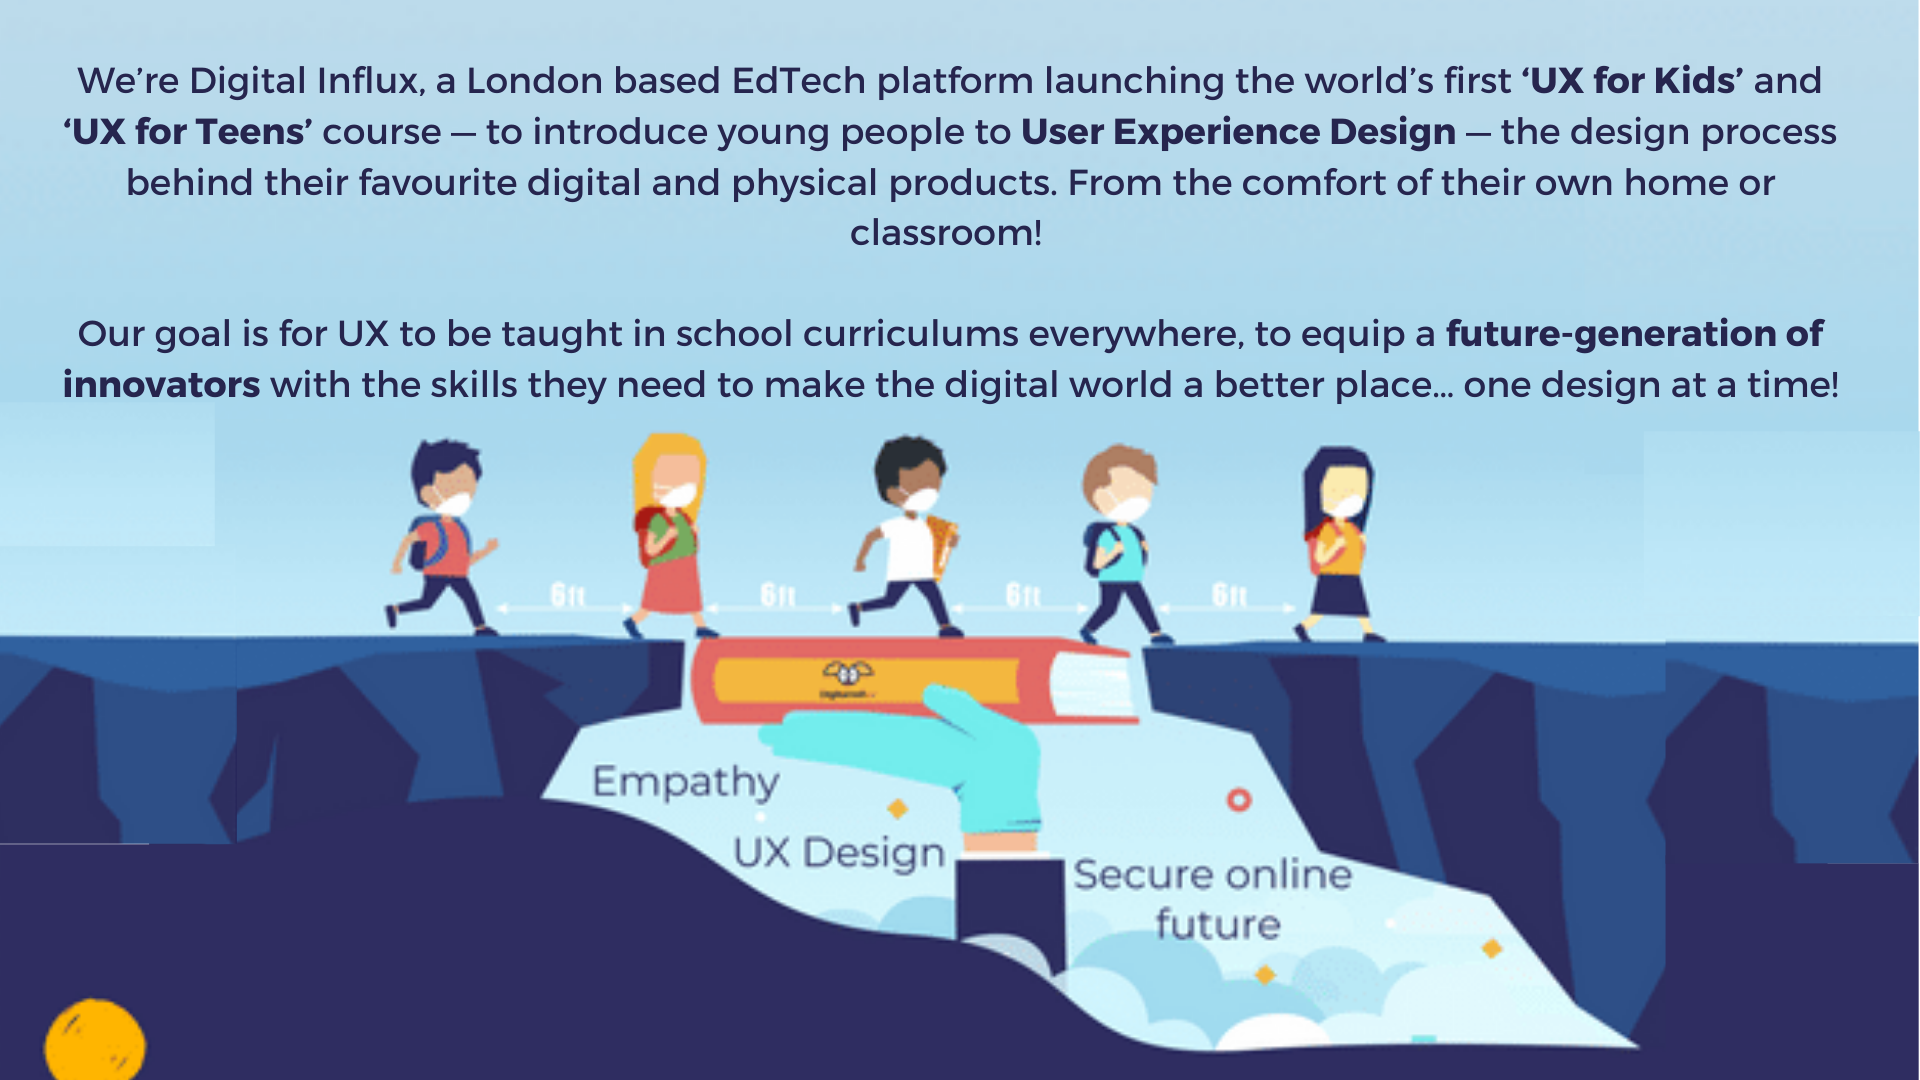 We’re Digital Influx, a London based EdTech platform launching the world’s first ‘UX for Kids’ and
‘UX for Teens’ course — to introduce young people to User Experience Design — the design process
behind their favourite digital and physical products. From the comfort of their own home or
classroom!
Our goal is for UX to be taught in school curriculums everywhere, to equip a future-generation of
innovators with the skills they need to make the digital world a better place... one design at a time!
6ft 6ft 6ft 6ft
Empathy
UX Design
Secure online
future